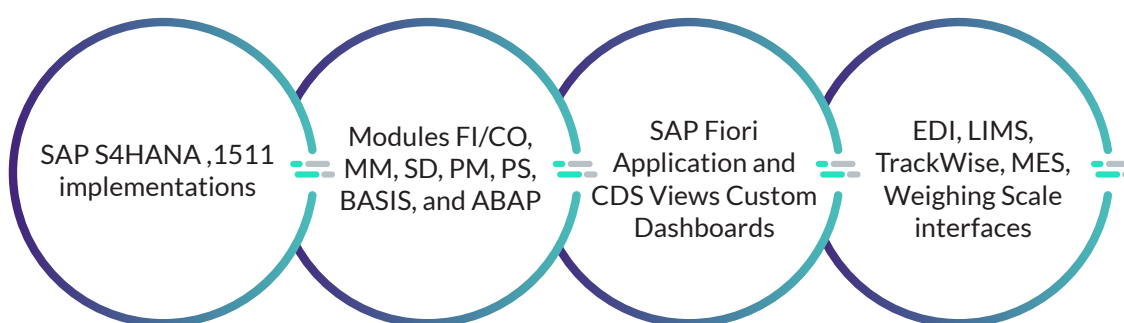 SAP S4HANA ,1511
implementations
Modules FI/CO,
MM, SD, PM, PS,
BASIS, and ABAP
SAP Fiori
Application and
CDS Views Custom
Dashboards
EDI, LIMS,
TrackWise, MES,
Weighing Scale
interfaces